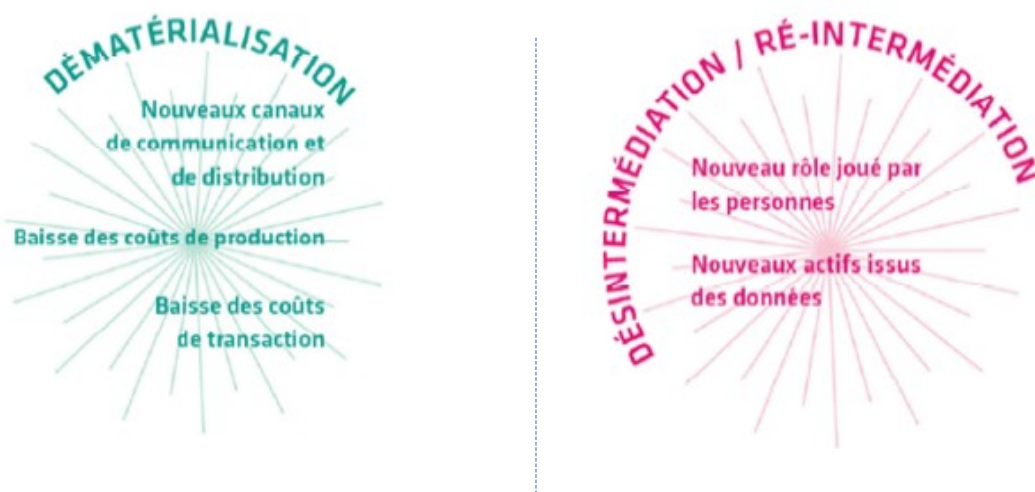 DÈMATÉRIALISATION
Nouveaux canaux
de communication et
de distribution
Baisse des coûts de production
Baisse des coûts
de transaction
DÉSINTERMÉDIATION / RÉ-INTERMÉDIATION
Nouveau rôle joué par
les personnes
Nouveaux actifs issus
des données